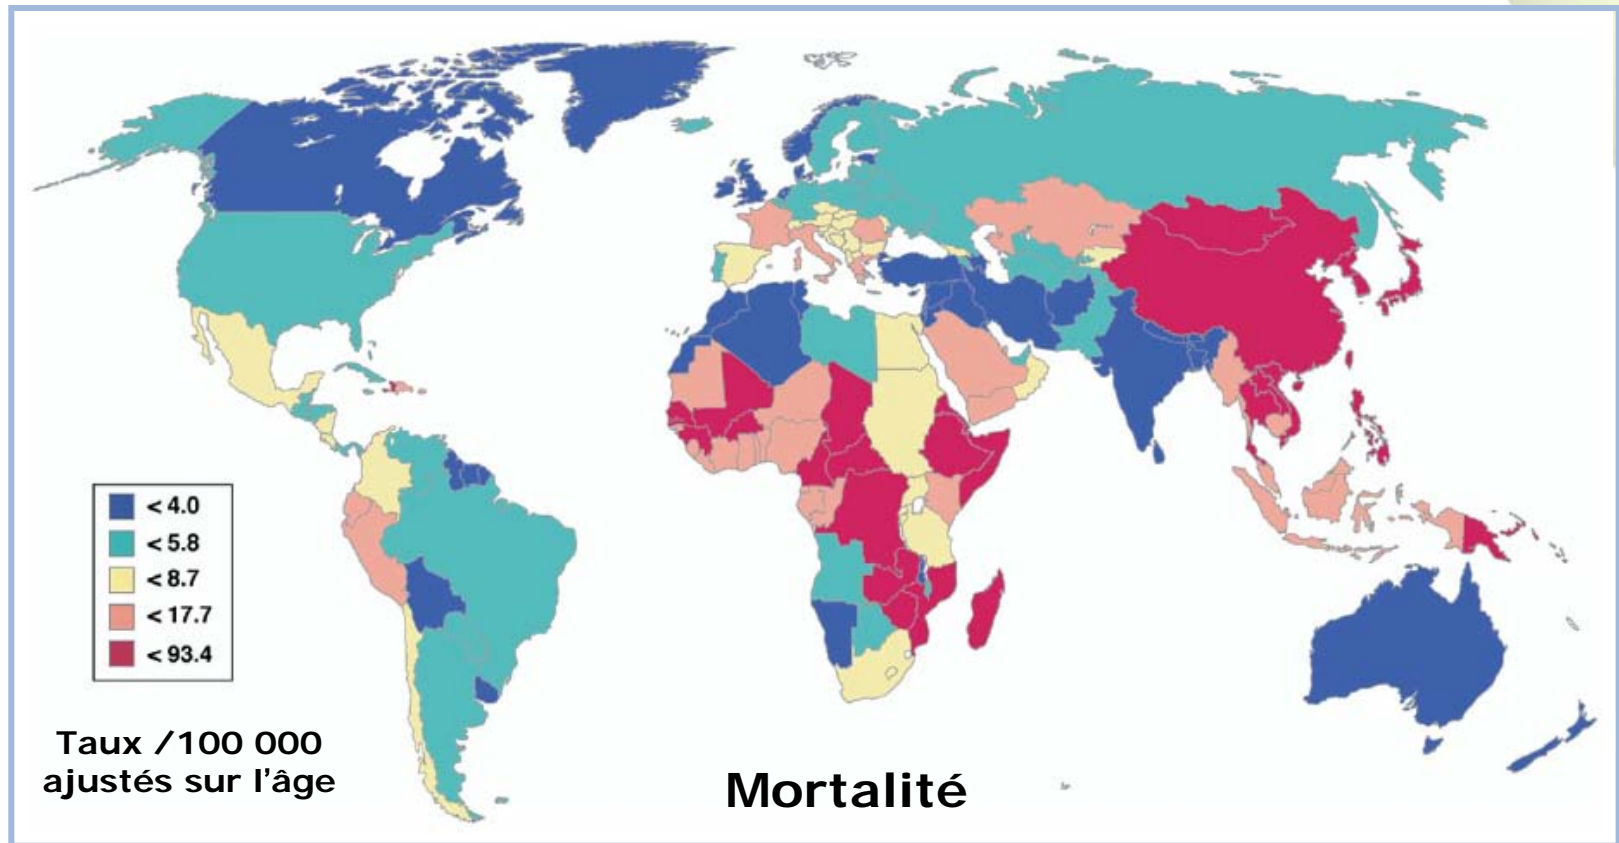 < 4.0
< 5.8
< 8.7
< 17.7
< 93.4
Taux /100 000
ajustés sur l'âge
Mortalité